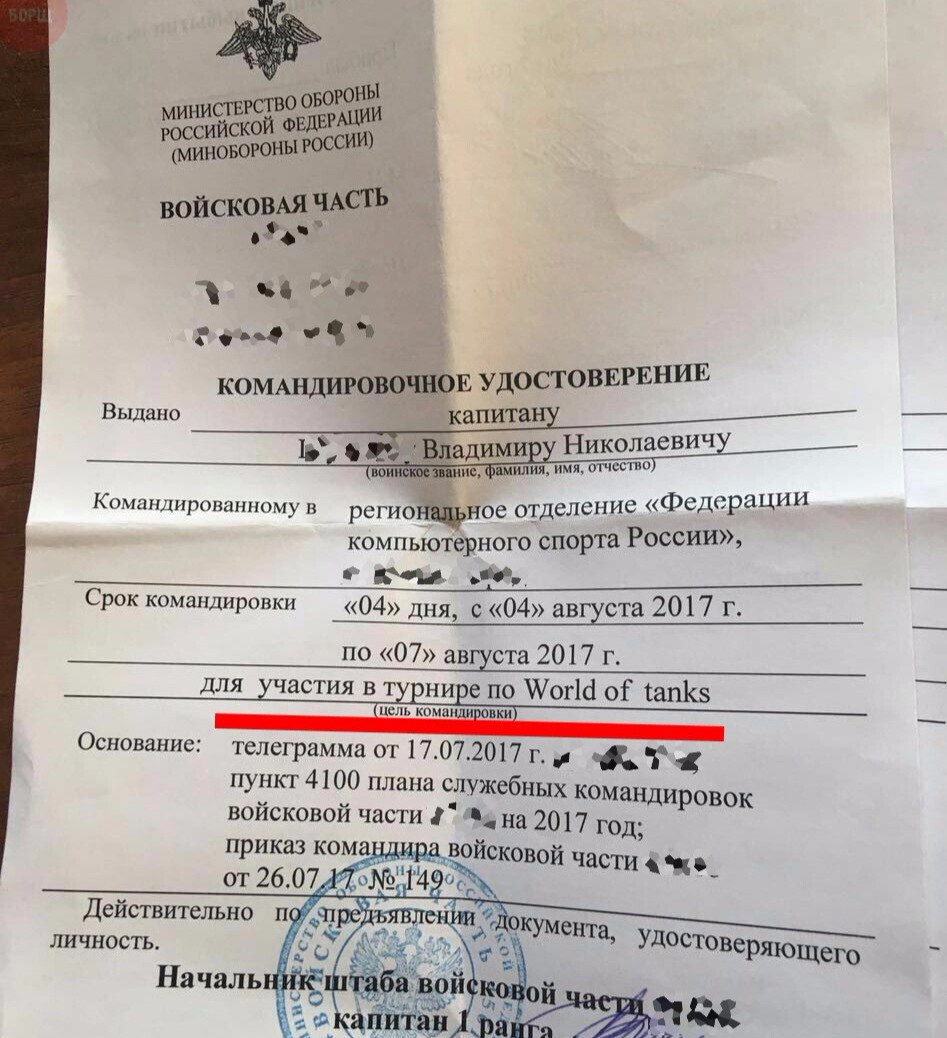 БОРЩ
МИНИСТЕРСТВО ОБОРОНЫ
РОССИЙСКОЙ ФЕДЕРАЦИИ
(МИНОБОРОНЫ РОССИИ)
ВОЙСКОВАЯ ЧАСТЬ
КОМАНДИРОВОЧНОЕ УДОСТОВЕРЕНИЕ
Выдано капитану
Владимиру Николаевичу
(воинское звание, фамилия, имя, отчество)
Командированному в региональное отделение «Федерации
компьютерного спорта России»,
Срок командировки «04» дня, с «04» августа 2017 г.
по «07» августа 2017 г.
для участия в турнире по World of tanks
(цель командировки)
Основание: телеграмма от 17.07.2017 г.
пункт 4100 плана служебных командировок
войсковой части на 2017 год;
приказ командира войсковой части
от 26.07.17 № 149
Действительно по предъявлении документа, удостоверяющего
личность.
Начальник штаба войсковой части
капитан 1 ранга
ВОЙСКОВАЯ ЧАСТЬ